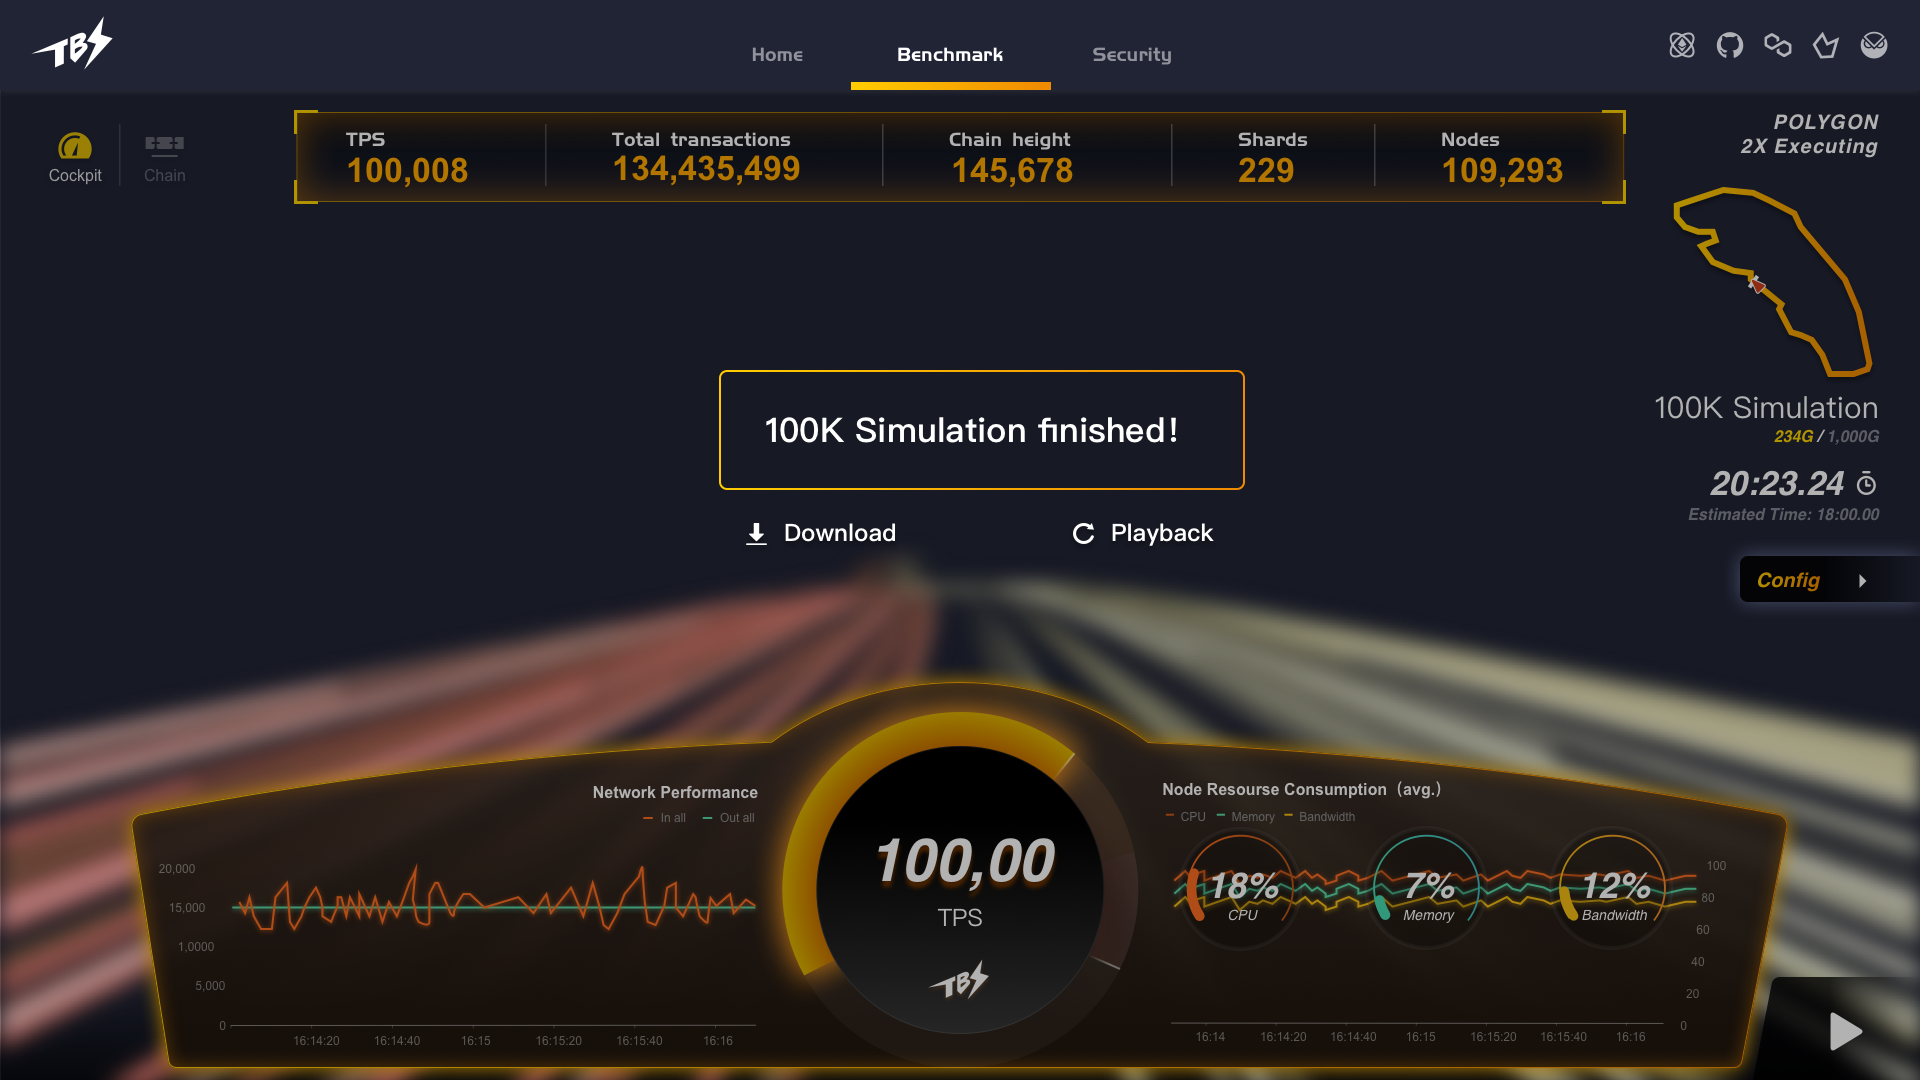 TBS
Home
Benchmark
Security
Cockpit
Chain
TPS
100,008
Total transactions
134,435,499
Chain height
145,678
Shards
229
Nodes
109,293
POLYGON
2X Executing
100K Simulation
234G / 1,000G
20:23.24
Estimated Time: 18:00.00
Config
100K Simulation finished!
Download
Playback
Network Performance
In all
Out all
20,000
15,000
1,0000
5,000
0
16:14:20
16:14:40
16:15
16:15:20
16:15:40
16:16
100,00
TPS
TBS
Node Resourse Consumption (avg.)
CPU
Memory
Bandwidth
18%
CPU
7%
Memory
12%
Bandwidth
100
80
60
40
20
0
16:14
16:14:20
16:14:40
16:15
16:15:20
16:15:40
16:16